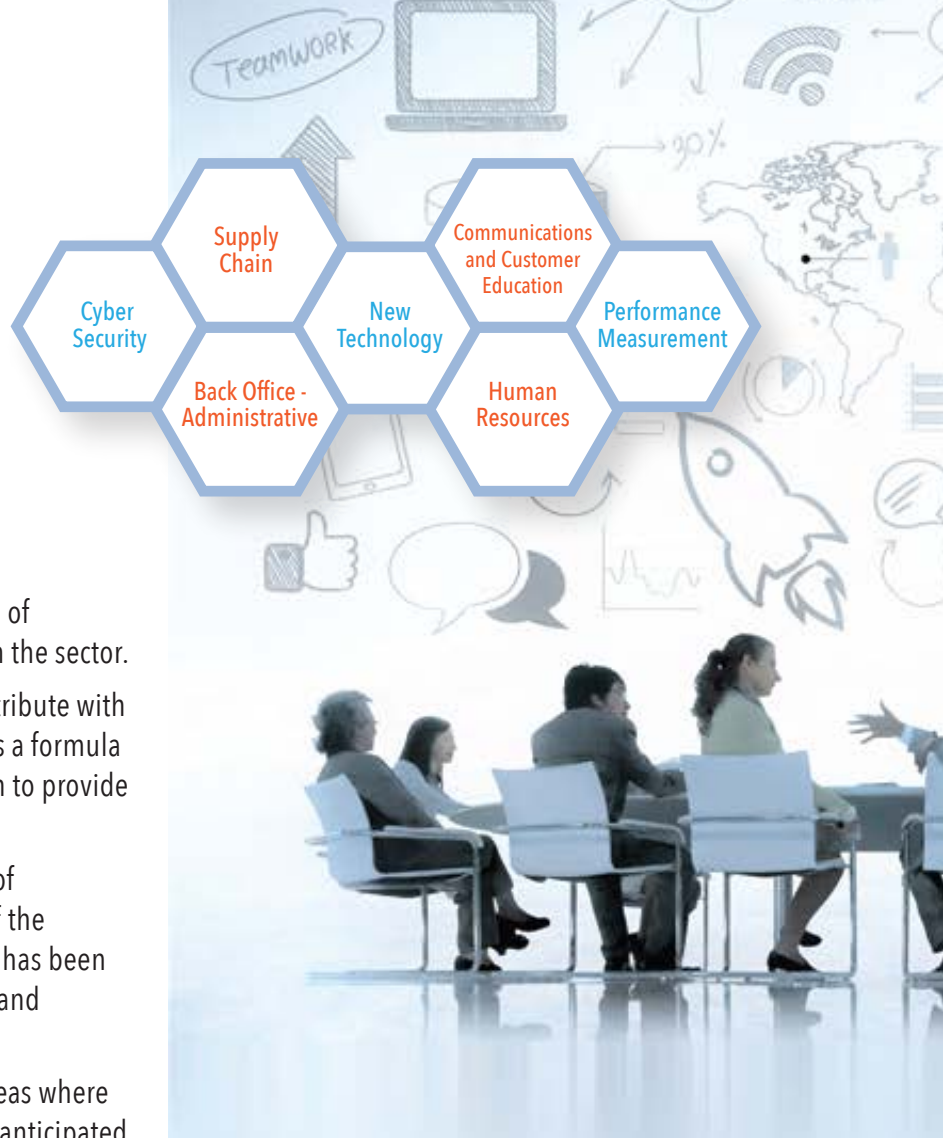 TeamWORK
30%
Supply
Chain
Communications
and Customer
Education
Cyber
Security
New
Technology
Performance
Measurement
Back Office -
Administrative
Human
Resources
of
the sector.
tribute with
s a formula
to provide
of
the
has been
and
eas where
anticipated